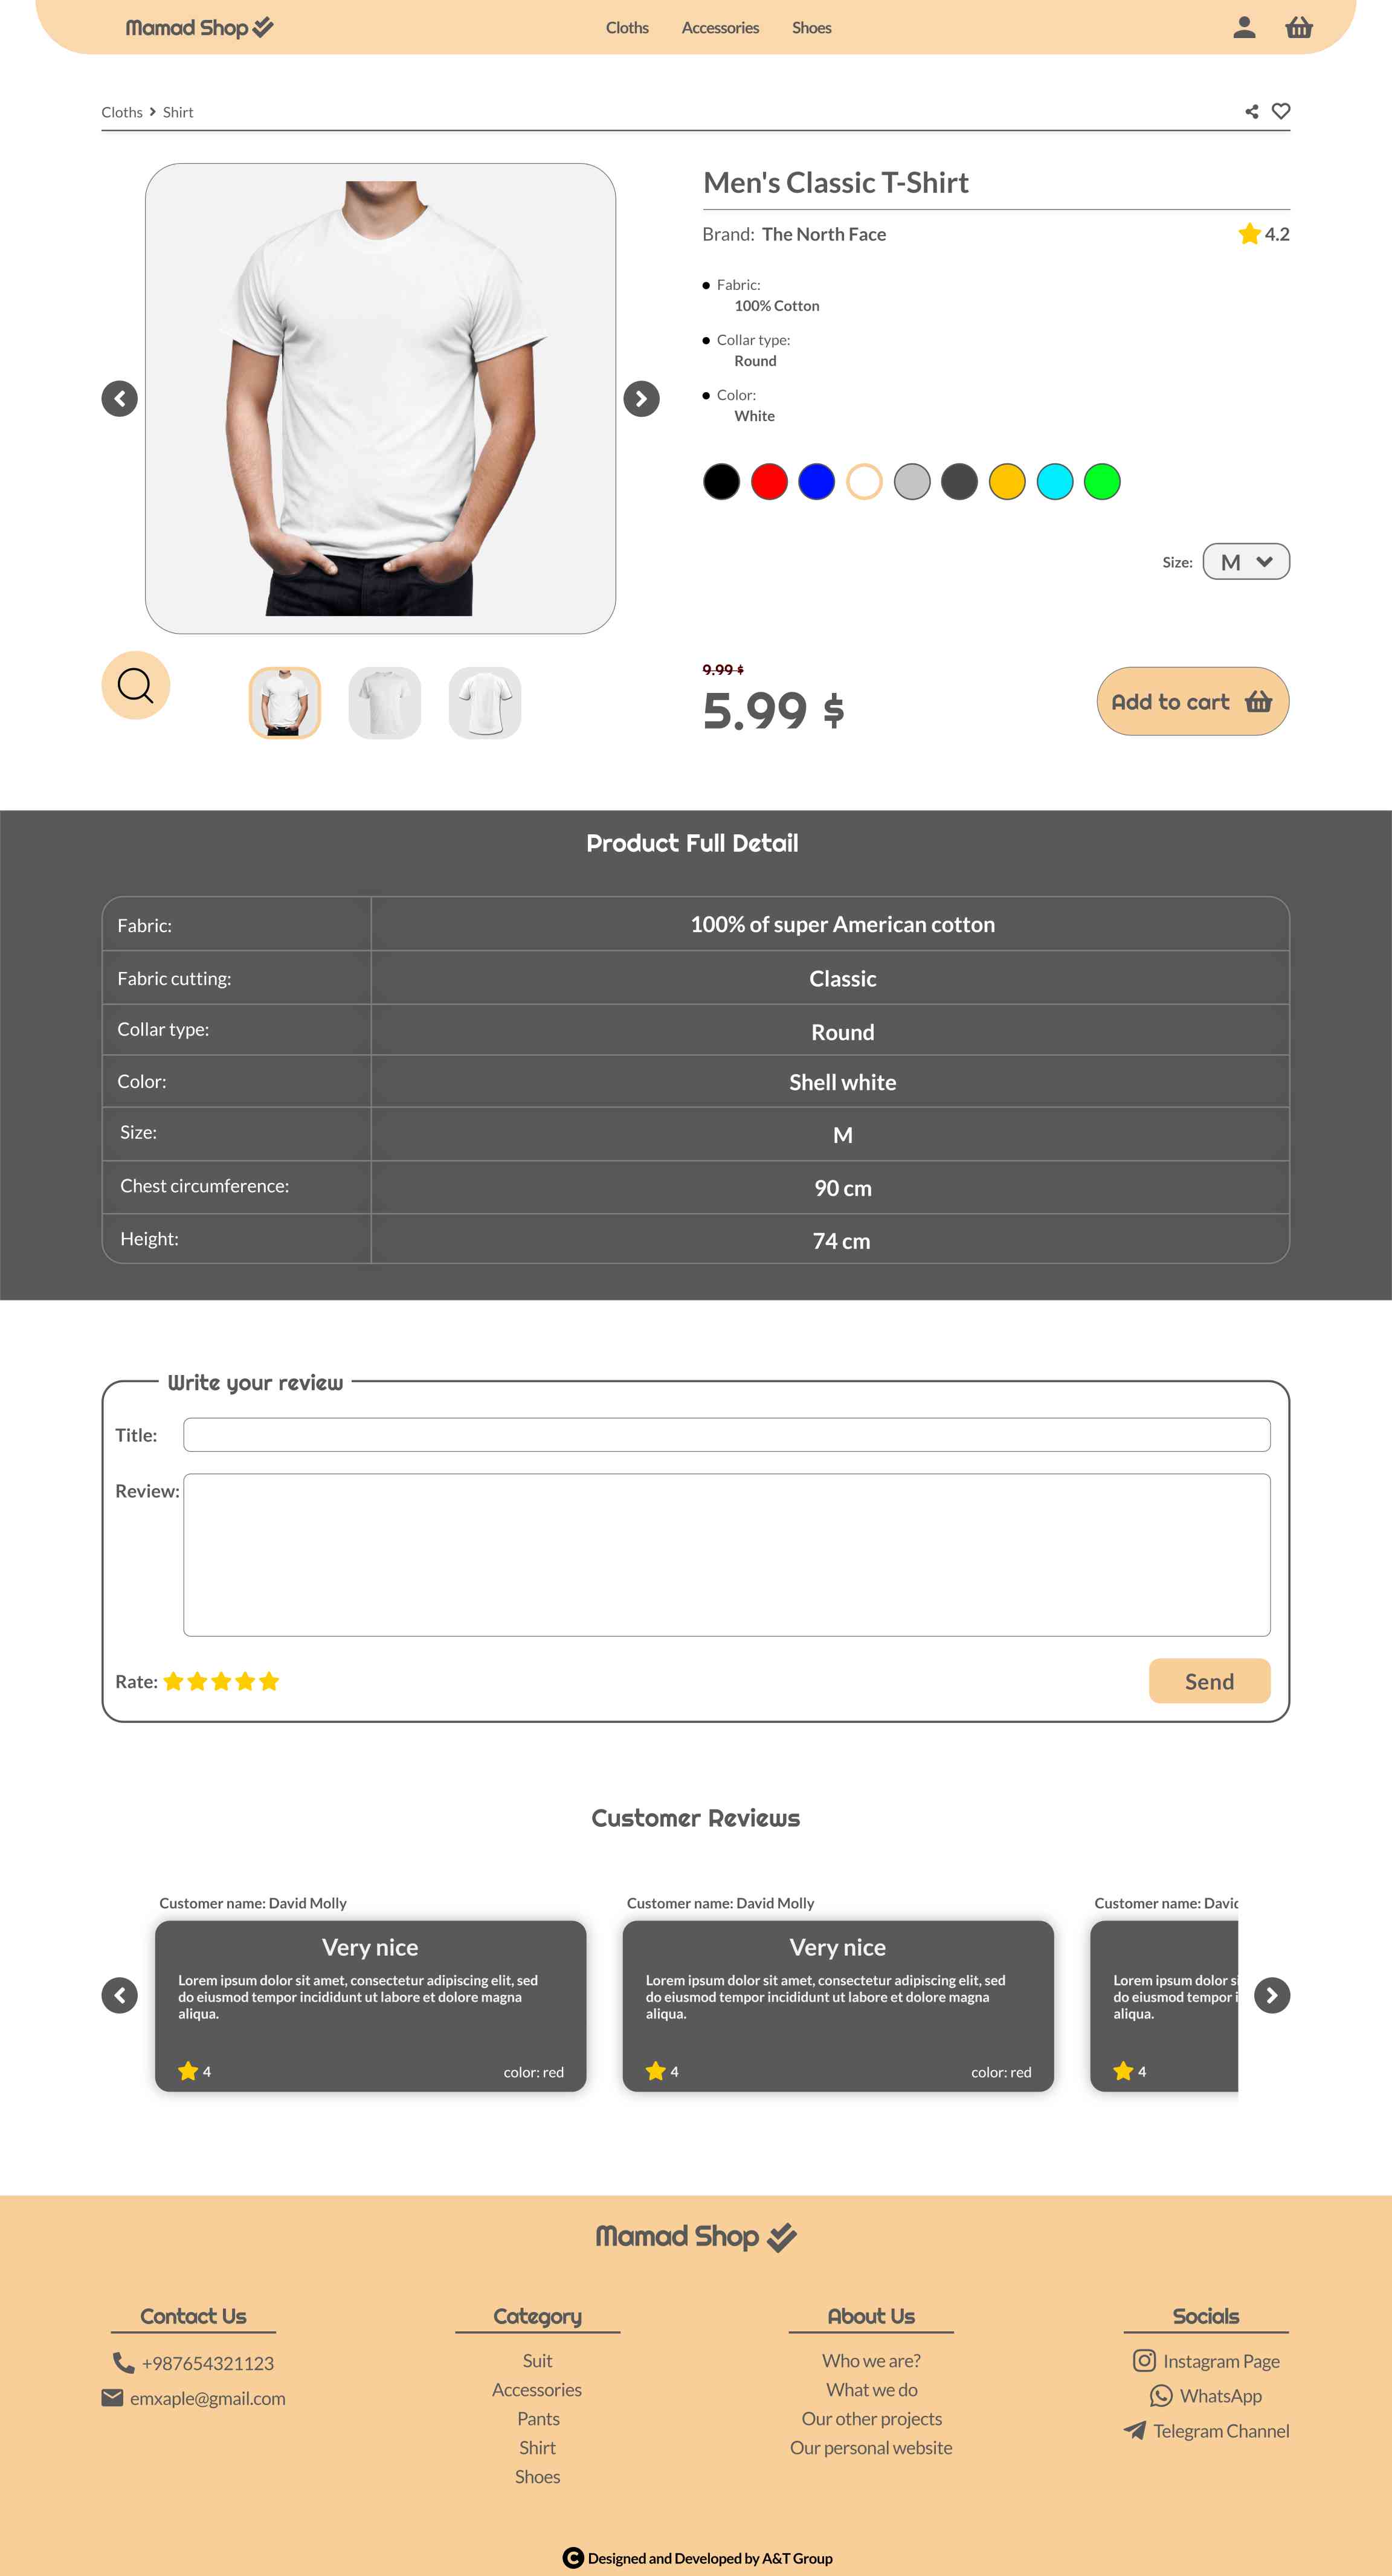 Mamad Shop
Cloths Accessories Shoes
Cloths Shirt
Men's Classic T-Shirt
Brand: The North Face
4.2
Fabric:
100% Cotton
Collar type:
Round
Color:
White
Size: M
9.99 $
5.99 $
Add to cart
Product Full Detail
Fabric: 100% of super American cotton
Fabric cutting: Classic
Collar type: Round
Color: Shell white
Size: M
Chest circumference: 90 cm
Height: 74 cm
Write your review
Title:
Review:
Rate:
Send
Customer Reviews
Customer name: David Molly
Very nice
Lorem ipsum dolor sit amet, consectetur adipiscing elit, sed
do eiusmod tempor incididunt ut labore et dolore magna
aliqua.
4 color: red
Customer name: David Molly
Very nice
Lorem ipsum dolor sit amet, consectetur adipiscing elit, sed
do eiusmod tempor incididunt ut labore et dolore magna
aliqua.
4 color: red
Customer name: David
Lorem ipsum dolor si
do eiusmod tempor i
aliqua.
4
Mamad Shop
Contact Us
+987654321123
emxaple@gmail.com
Category
Suit
Accessories
Pants
Shirt
Shoes
About Us
Who we are?
What we do
Our other projects
Our personal website
Socials
Instagram Page
WhatsApp
Telegram Channel
Designed and Developed by A&T Group